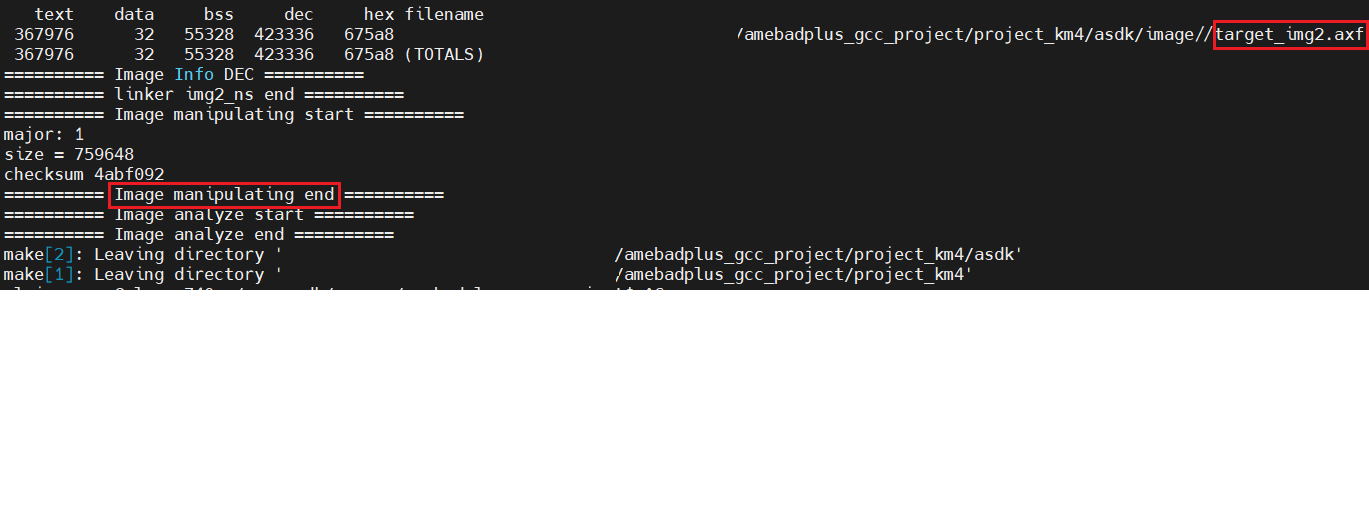 text data bss dec hex filename
367976 32 55328 423336 675a8 /amebadplus_gcc_project/project_km4/asdk/image//target_img2.axf
367976 32 55328 423336 675a8 (TOTALS)
========== Image Info DEC ==========
========== linker img2_ns end ==========
========== Image manipulating start ==========
major: 1
size = 759648
checksum 4abf092
========== Image manipulating end ==========
========== Image analyze start ==========
========== Image analyze end ==========
make[2]: Leaving directory ' /amebadplus_gcc_project/project_km4/asdk'
make[1]: Leaving directory ' /amebadplus_gcc_project/project_km4'